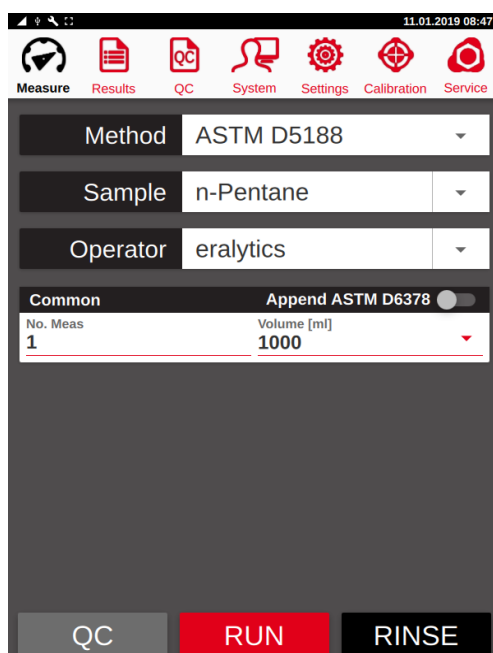 11.01.2019 08:47
QC
Measure Results QC System Settings Calibration Service
Method ASTM D5188
Sample n-Pentane
Operator eralytics
Common Append ASTM D6378
No. Meas Volume [ml]
1 1000
QC RUN RINSE